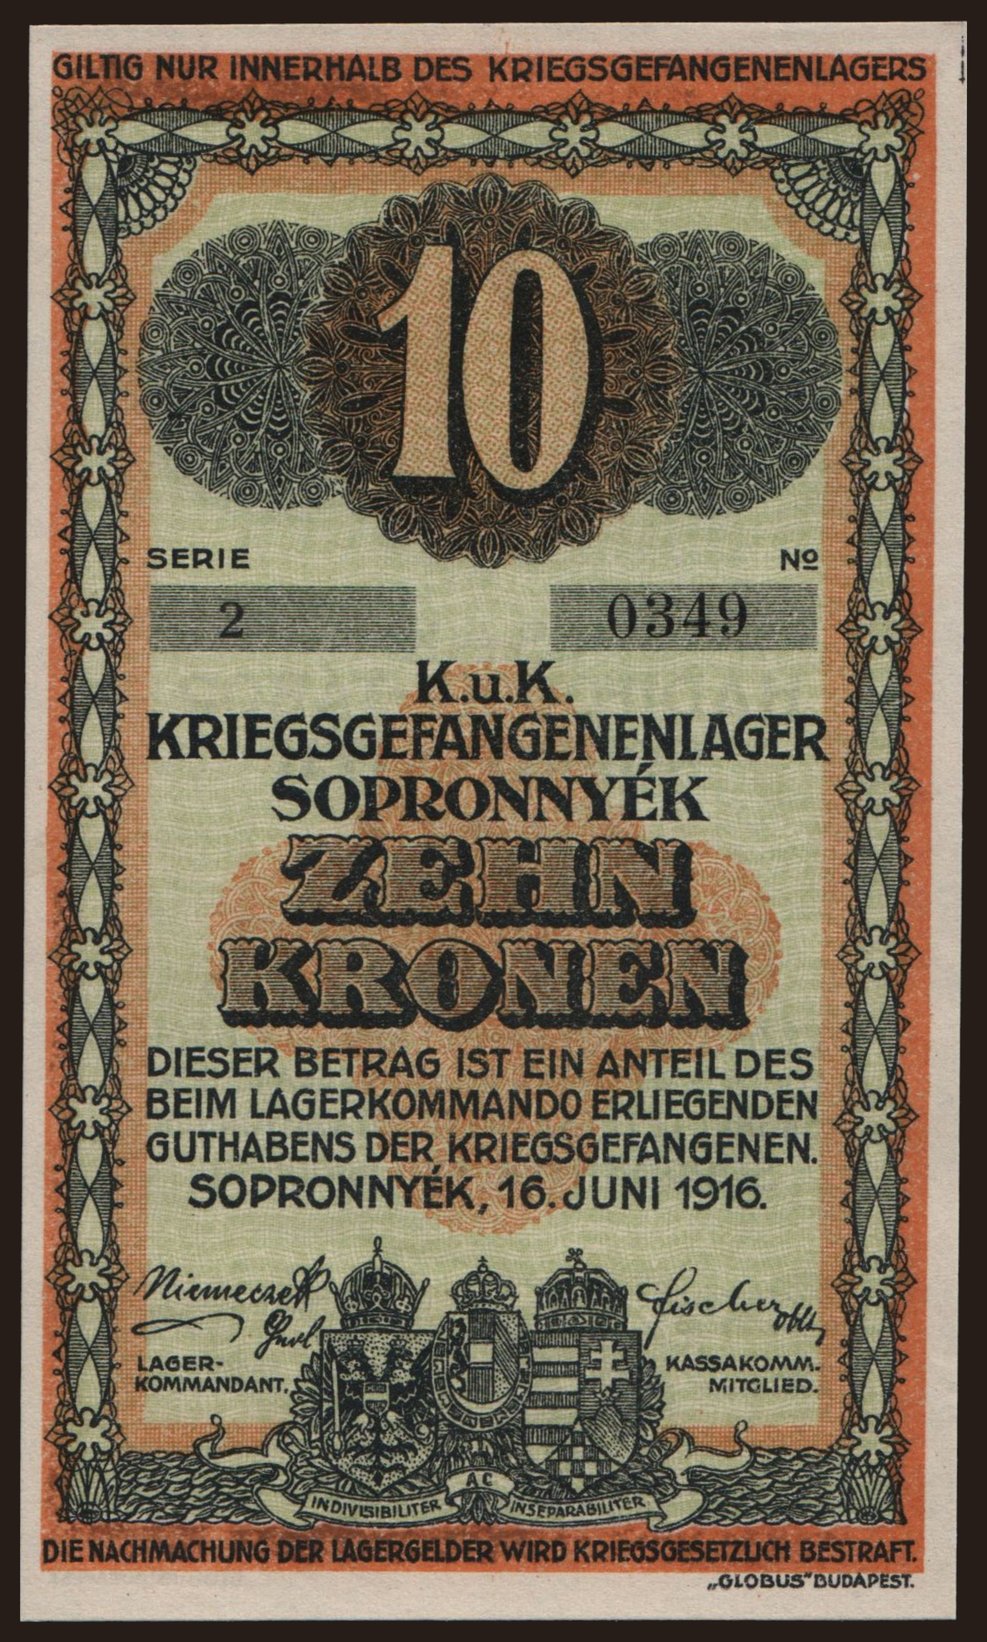 GILTIG NUR INNERHALB DES KRIEGSGEFANGENENLAGERS
10
SERIE No
2 0349
K.u.K.
KRIEGSGEFANGENENLAGER
SOPRONNYÉK
ZEHN
KRONEN
DIESER BETRAG IST EIN ANTEIL DES
BEIM LAGERKOMMANDO ERLIEGENDEN
GUTHABENS DER KRIEGSGEFANGENEN.
SOPRONNYÉK, 16. JUNI 1916.
Fischer
LAGER-
KOMMANDANT.
KASSAKOMM.
MITGLIED.
A C
INDIVISIBILITER INSEPARABILITER
DIE NACHMACHUNG DER LAGERGELDER WIRD KRIEGSGESETZLICH BESTRAFT.
„GLOBUS" BUDAPEST.